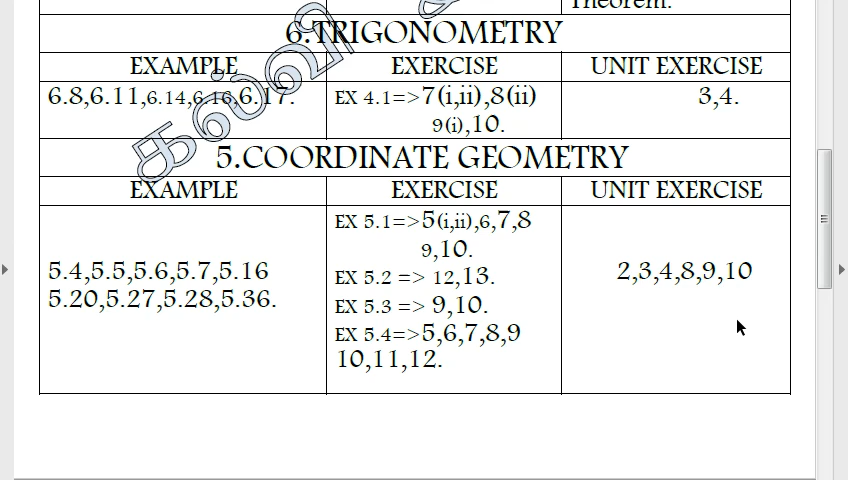 Theorem.
6.TRIGONOMETRY
EXAMPLE EXERCISE UNIT EXERCISE
6.8,6.11,6.14,6.16,6.17. EX 4.1=>7(i,ii),8(ii) 3,4.
9(i),10.
கல்வி
5.COORDINATE GEOMETRY
EXAMPLE EXERCISE UNIT EXERCISE
EX 5.1=>5(i,ii),6,7,8
9,10.
5.4,5.5,5.6,5.7,5.16 EX 5.2 => 12,13. 2,3,4,8,9,10
5.20,5.27,5.28,5.36. EX 5.3 => 9,10.
EX 5.4=>5,6,7,8,9
10,11,12.